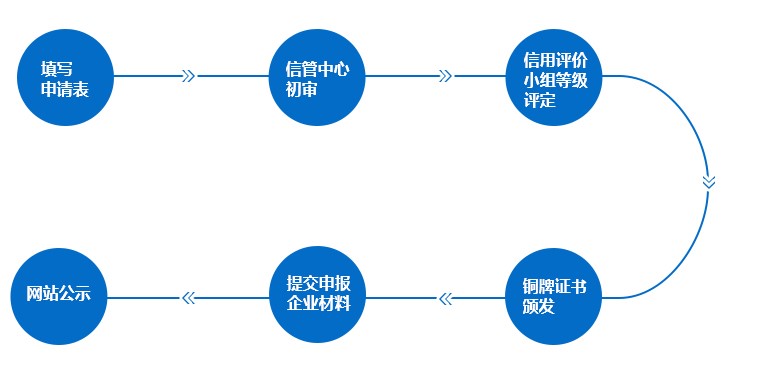 填写
申请表
信管中心
初审
信用评价
小组等级
评定
铜牌证书
颁发
提交申报
企业材料
网站公示